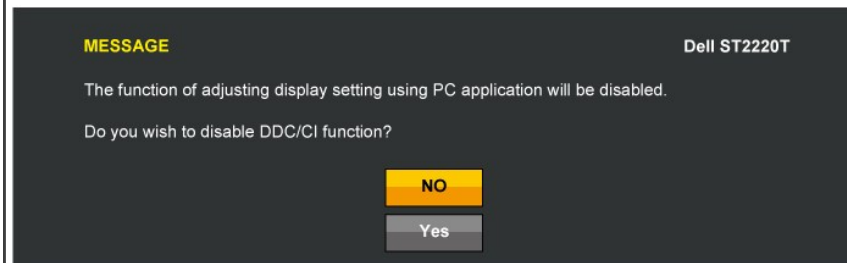 MESSAGE Dell ST2220T
The function of adjusting display setting using PC application will be disabled.
Do you wish to disable DDC/CI function?
NO
Yes